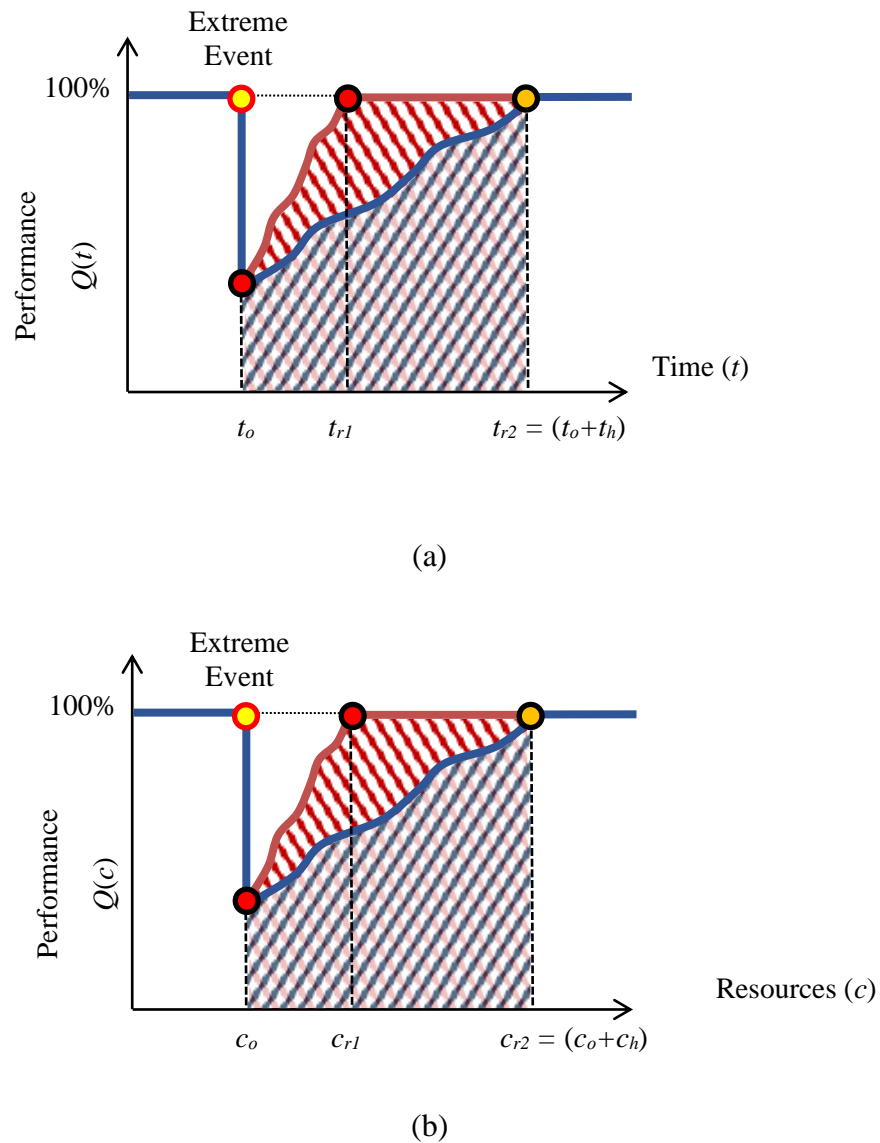 Extreme
Event
100%
Performance
Q(t)
Time (t)
to
tr1
tr2 = (to+th)
(a)
Extreme
Event
100%
Performance
Q(c)
Resources (c)
co
cr1
cr2 = (co+ch)
(b)